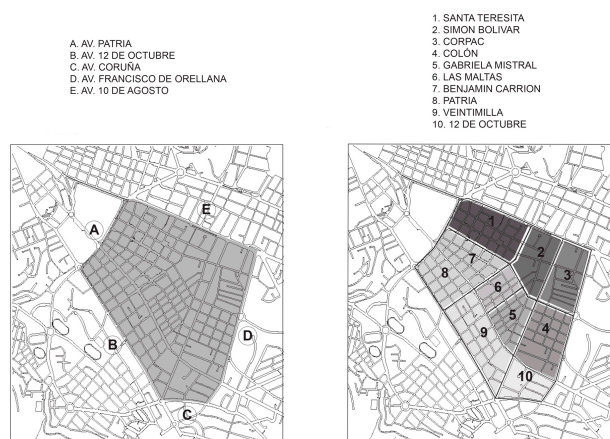 A. AV. PATRIA
B. AV. 12 DE OCTUBRE
C. AV. CORUÑA
D. AV. FRANCISCO DE ORELLANA
E. AV. 10 DE AGOSTO
1. SANTA TERESITA
2. SIMON BOLIVAR
3. CORPAC
4. COLÓN
5. GABRIELA MISTRAL
6. LAS MALTAS
7. BENJAMIN CARRION
8. PATRIA
9. VEINTIMILLA
10. 12 DE OCTUBRE
E
A
D
B
C
1
2
7
3
8
6
5
4
9
10